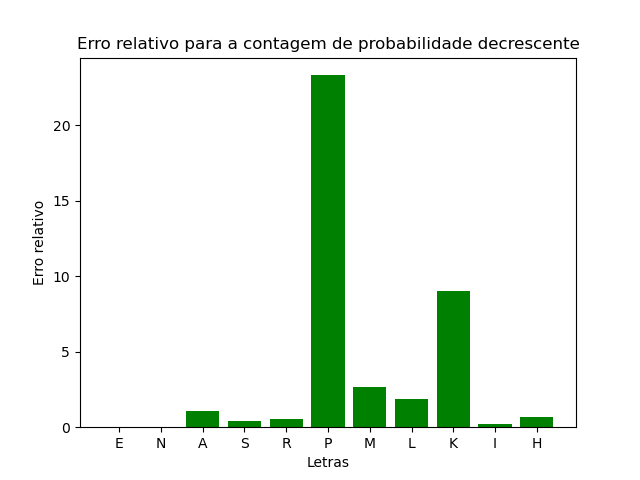 Erro relativo para a contagem de probabilidade decrescente
Erro relativo
20
15
10
5
0
E N A S R P M L K I H
Letras